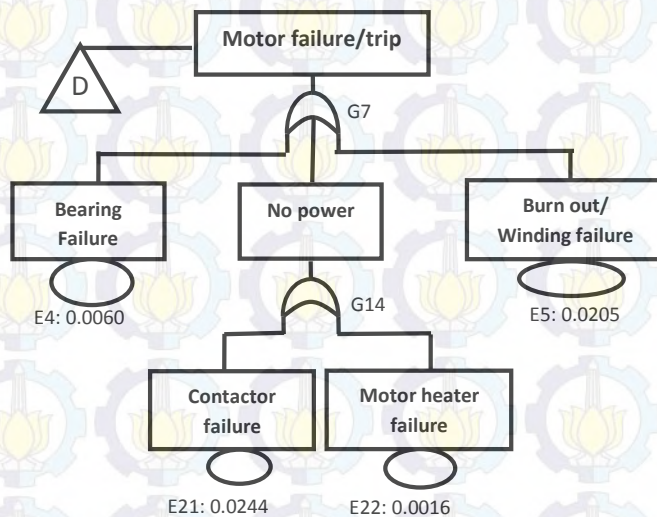 Motor failure/trip
D
G7
Bearing
Failure
No power
Burn out/
Winding failure
E4: 0.0060
G14
E5: 0.0205
Contactor
failure
Motor heater
failure
E21: 0.0244
E22: 0.0016